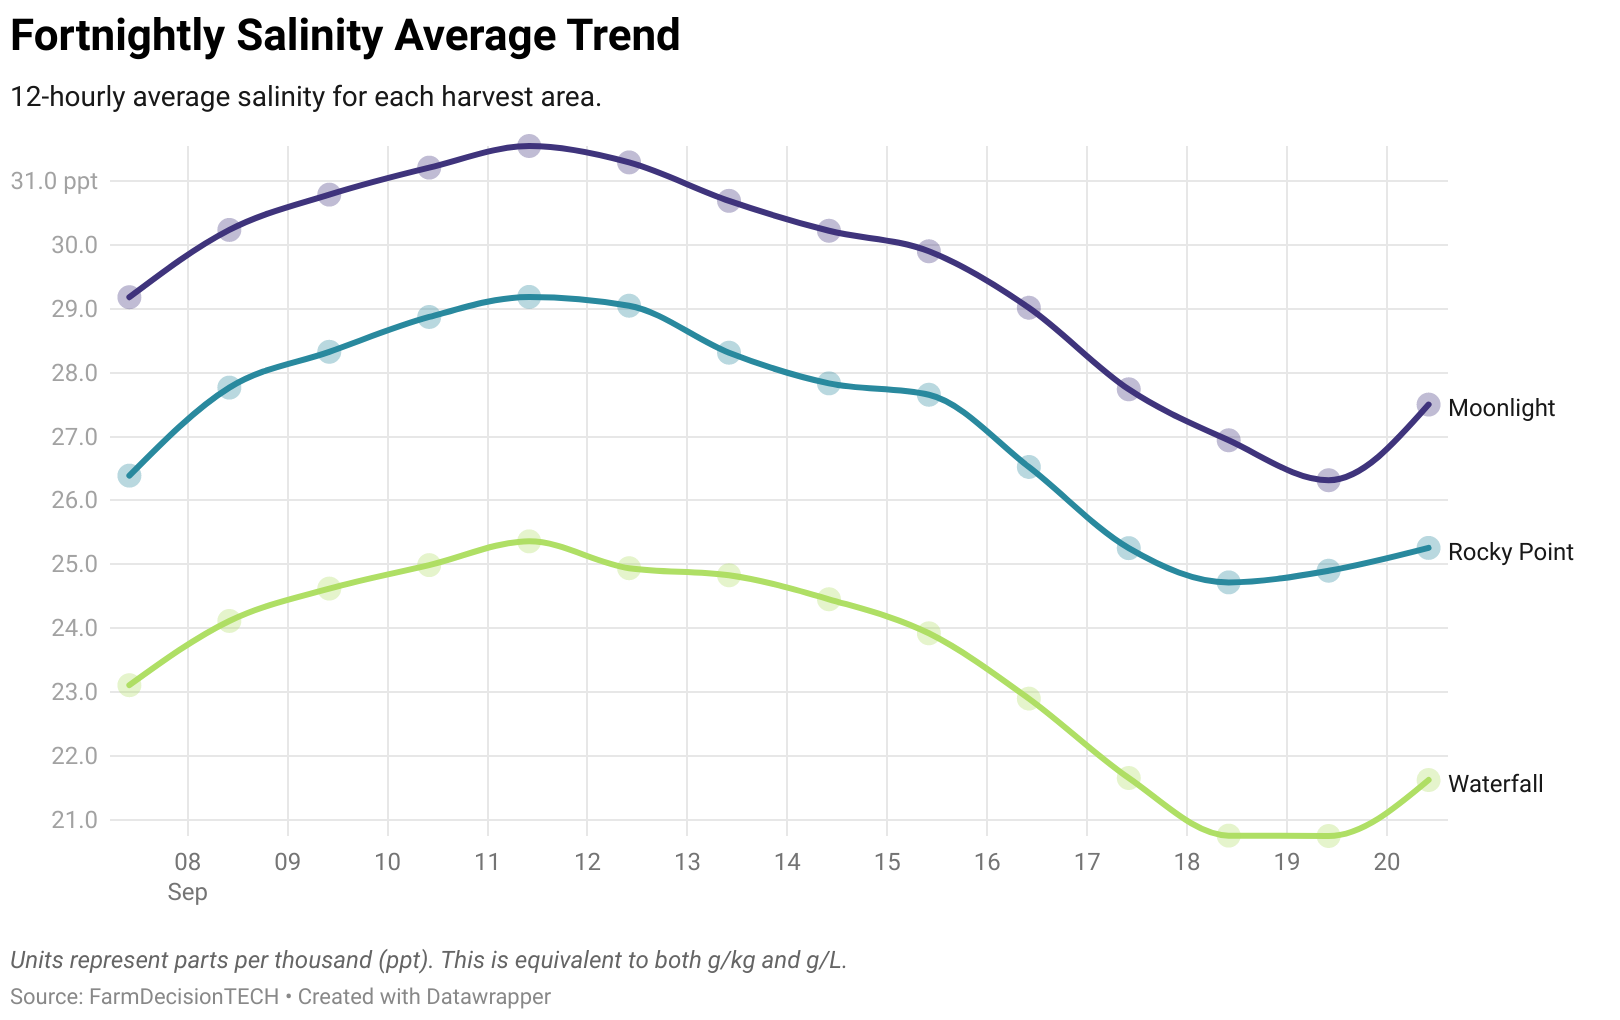 Fortnightly Salinity Average Trend
12-hourly average salinity for each harvest area.
31.0 ppt
30.0
29.0
28.0
27.0
26.0
25.0
24.0
23.0
22.0
21.0
Moonlight
Rocky Point
Waterfall
08 09 10 11 12 13 14 15 16 17 18 19 20
Sep
Units represent parts per thousand (ppt). This is equivalent to both g/kg and g/L.
Source: FarmDecisionTECH • Created with Datawrapper